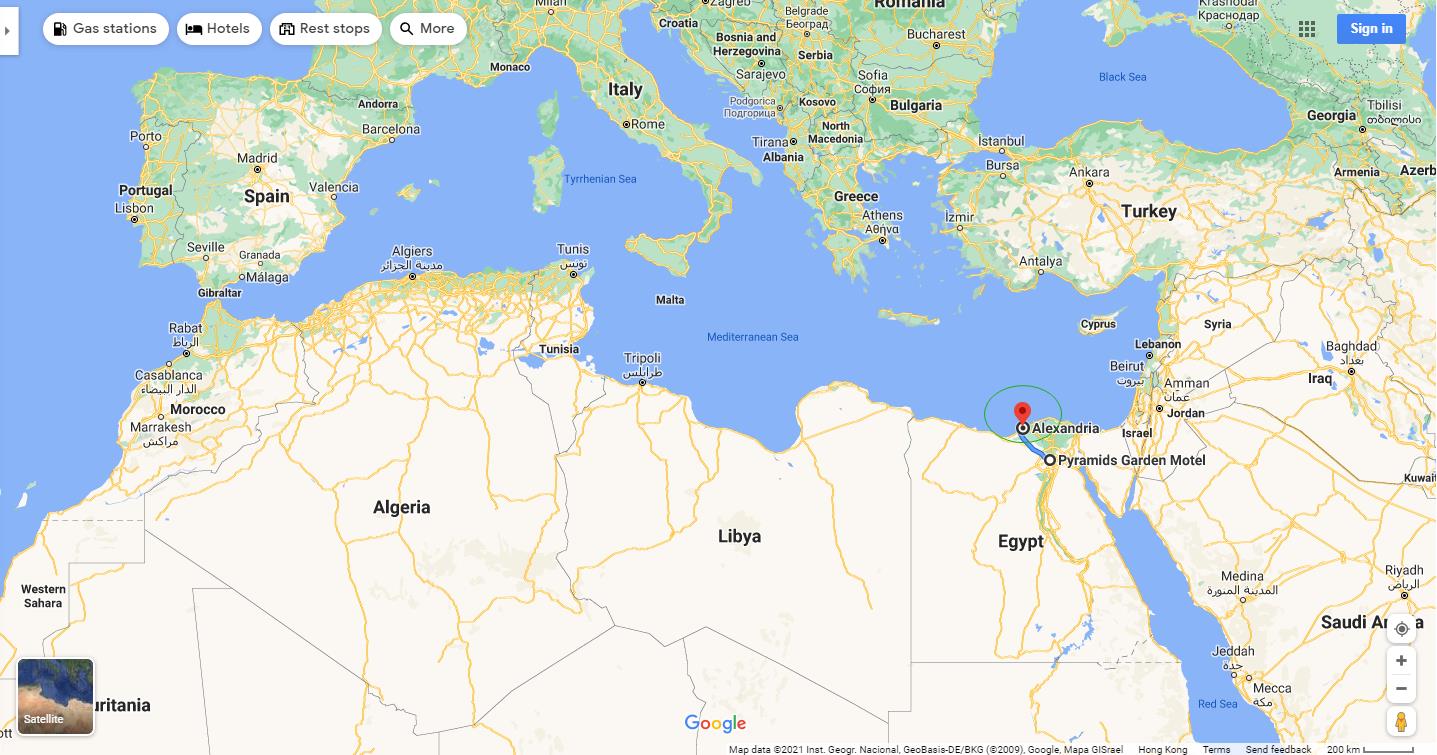 Gas stations
Hotels
Rest stops
More
Sign in
Milan
Zagreb
Croatia
Belgrade
Београд
Romania
Krasnodar
Краснодар
Bosnia and
Herzegovina
Serbia
Bucharest
Monaco
Sarajevo
Black Sea
Italy
Sofia
София
Andorra
Podgorica
Подгорица
Kosovo
Bulgaria
Tbilisi
თბილისი
Georgia
Porto
Barcelona
Rome
North
Macedonia
Tirana
Albania
İstanbul
Bursa
Madrid
Spain
Portugal
Lisbon
Valencia
Tyrrhenian Sea
Ankara
Armenia
Azerb
Greece
Athens
Αθήνα
İzmir
Turkey
Seville
Granada
Málaga
Gibraltar
Algiers
مدينة الجزائر
Tunis
تونس
Antalya
Malta
Mediterranean Sea
Cyprus
Syria
Rabat
الرباط
Tunisia
Tripoli
طرابلس
Lebanon
Beirut
بيروت
Baghdad
بغداد
Iraq
Casablanca
الدار البيضاء
Morocco
Marrakesh
مراكش
Amman
عمّان
Jordan
Israel
Alexandria
Pyramids Garden Motel
Kuwait
Algeria
Libya
Egypt
Western
Sahara
Medina
المدينة المنورة
Riyadh
الرياض
Saudi A
a
Jeddah
جدة
Mecca
مكة
Red Sea
uritania
ott
Satellite
Google
Map data ©2021 Inst. Geogr. Nacional, GeoBasis-DE/BKG (©2009), Google, Mapa GISrael
Hong Kong
Terms
Send feedback
200 km